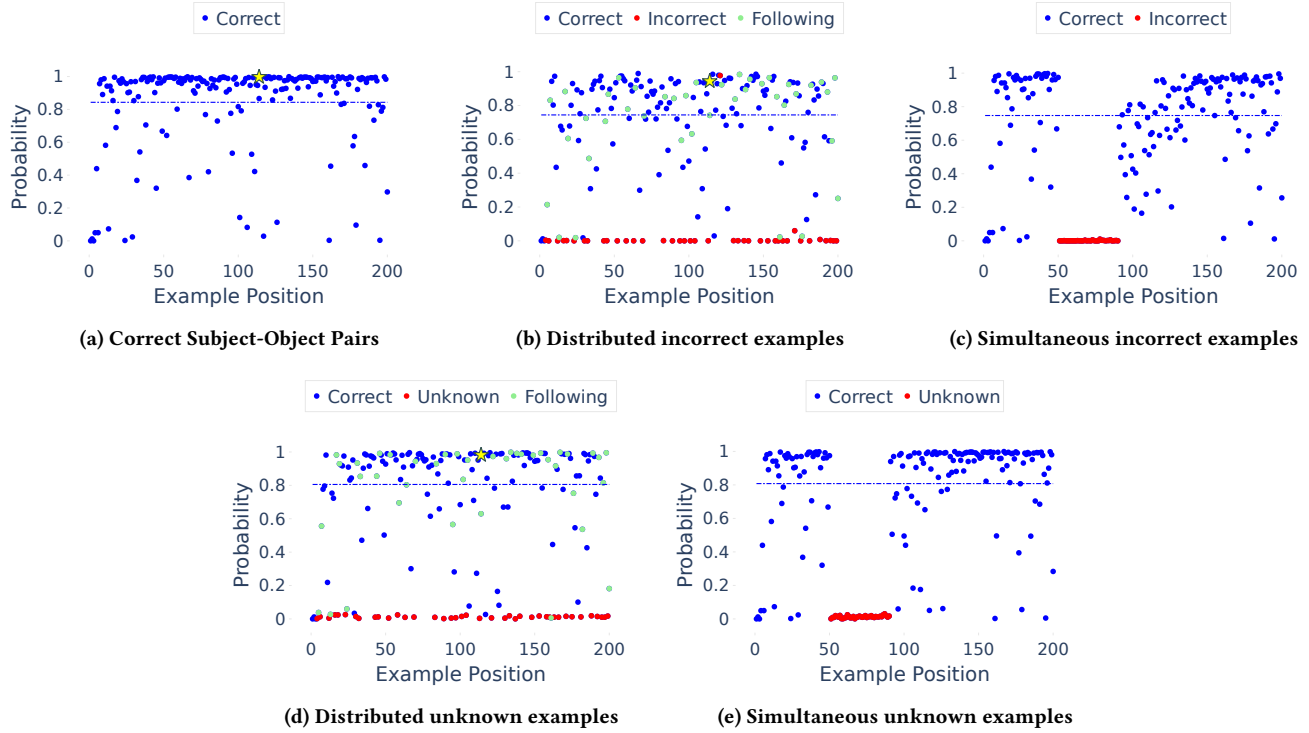 Correct
Probability
1
0.8
0.6
0.4
0.2
0
0 50 100 150 200
Example Position
(a) Correct Subject-Object Pairs
Correct Incorrect Following
Probability
1
0.8
0.6
0.4
0.2
0
0 50 100 150 200
Example Position
(b) Distributed incorrect examples
Correct Incorrect
Probability
1
0.8
0.6
0.4
0.2
0
0 50 100 150 200
Example Position
(c) Simultaneous incorrect examples
Correct Unknown Following
Probability
1
0.8
0.6
0.4
0.2
0
0 50 100 150 200
Example Position
(d) Distributed unknown examples
Correct Unknown
Probability
1
0.8
0.6
0.4
0.2
0
0 50 100 150 200
Example Position
(e) Simultaneous unknown examples